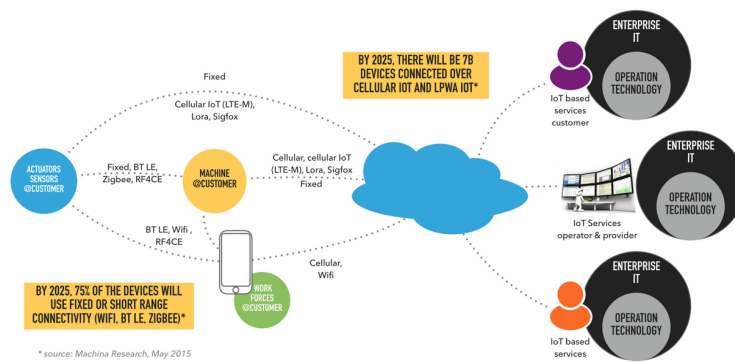 Fixed
Cellular IoT (LTE-M),
Lora, Sigfox
BY 2025, THERE WILL BE 7B
DEVICES CONNECTED OVER
CELLULAR IOT AND LPWA IOT*
ENTERPRISE
IT
OPERATION
TECHNOLOGY
IoT based
services
customer
ACTUATORS
SENSORS
@CUSTOMER
Fixed, BT LE,
Zigbee, RF4CE
MACHINE
@CUSTOMER
Cellular, cellular IoT
(LTE-M), Lora, Sigfox
Fixed
ENTERPRISE
IT
OPERATION
TECHNOLOGY
IoT Services
operator & provider
BT LE, Wifi ,
RF4CE
Cellular,
Wifi
WORK
FORCES
@CUSTOMER
BY 2025, 75% OF THE DEVICES WILL
USE FIXED OR SHORT RANGE
CONNECTIVITY (WIFI, BT LE, ZIGBEE)*
ENTERPRISE
IT
OPERATION
TECHNOLOGY
IoT based
services
* source: Machina Research, May 2015